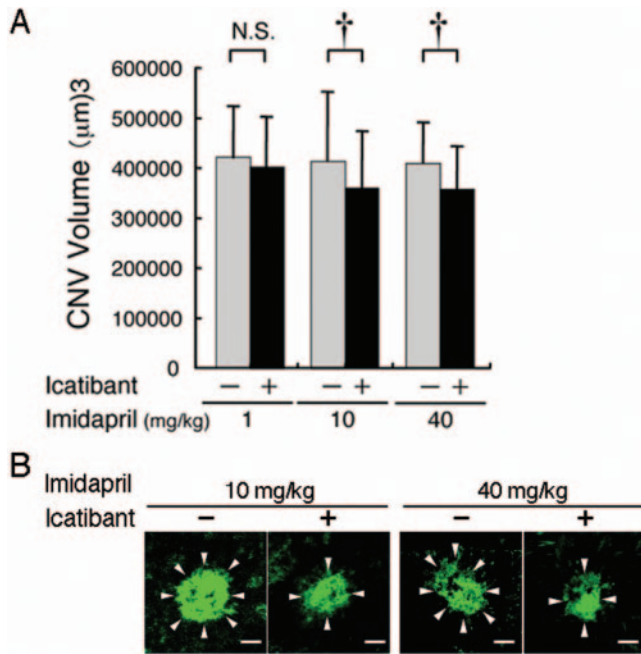 A
N.S. † †
CNV Volume (μm)3
600000
500000
400000
300000
200000
100000
0
Icatibant − + − + − +
Imidapril (mg/kg) 1 10 40
B
Imidapril 10 mg/kg 40 mg/kg
Icatibant − + − +